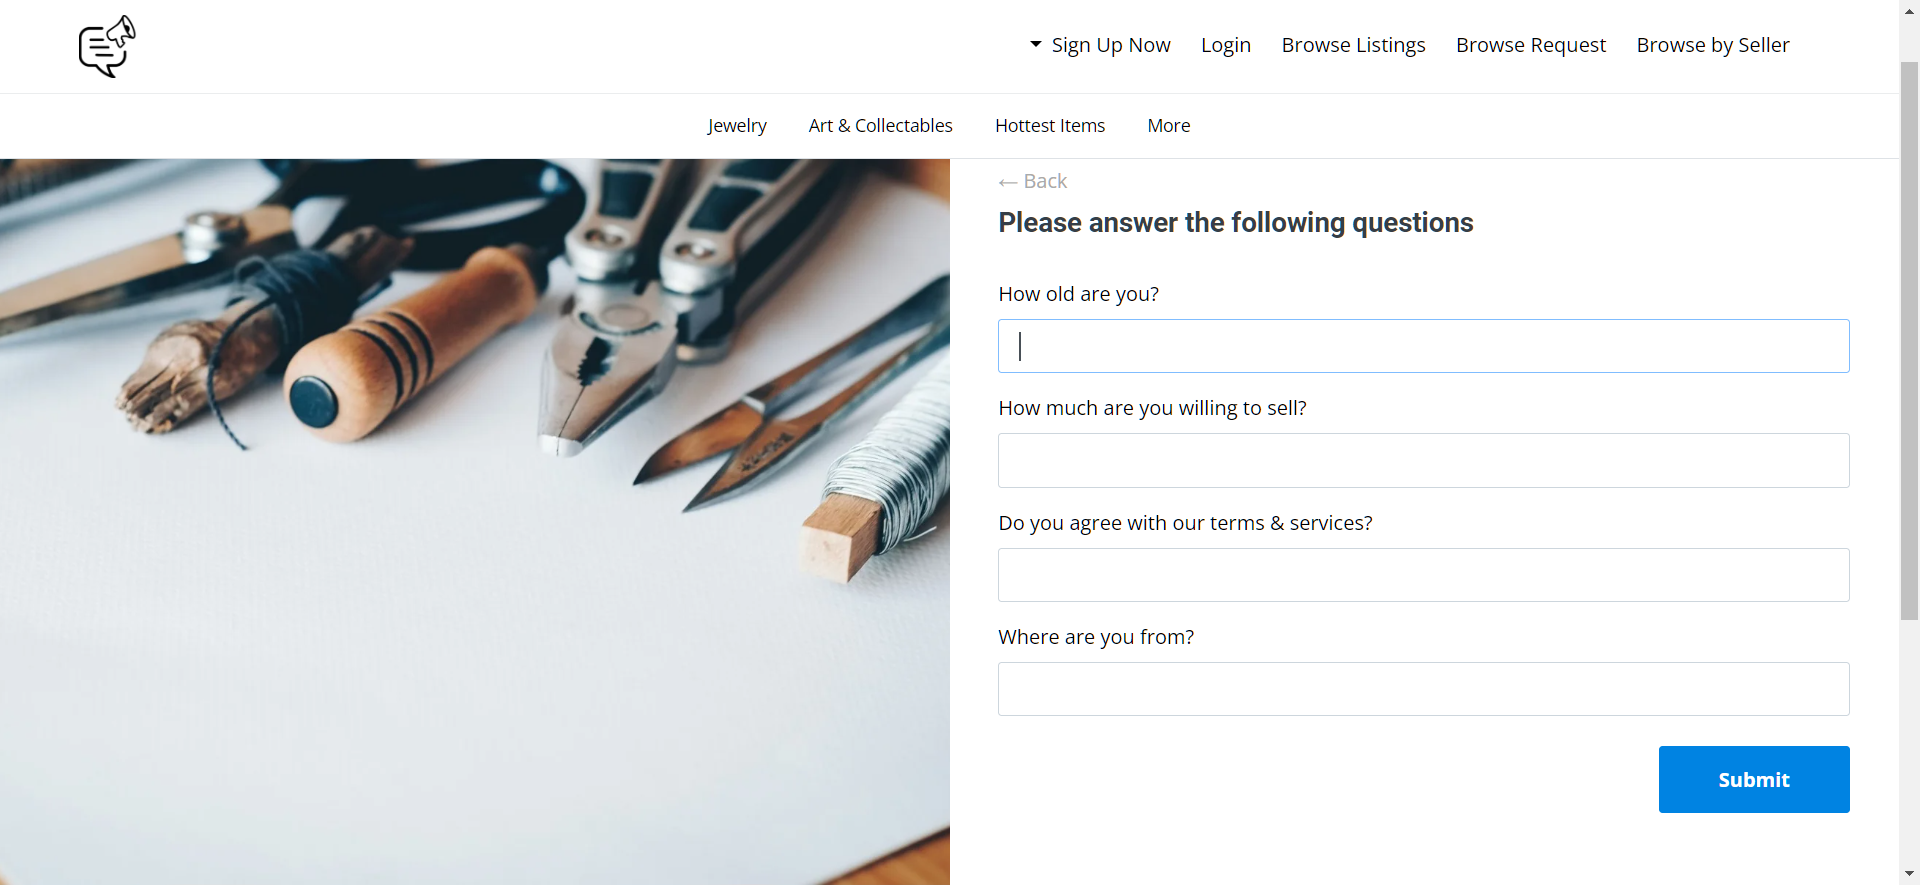 Sign Up Now
Login
Browse Listings
Browse Request
Browse by Seller
Jewelry
Art & Collectables
Hottest Items
More
← Back
Please answer the following questions
How old are you?
How much are you willing to sell?
Do you agree with our terms & services?
Where are you from?
Submit